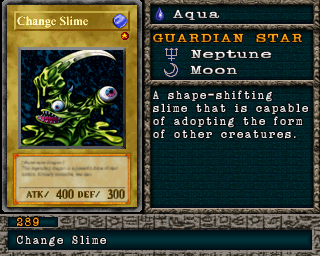 Change Slime
ATK/ 400 DEF/ 300
Aqua
GUARDIAN STAR
Neptune
Moon
A shape-shifting
slime that is capable
of adopting the form
of other creatures.
289
Change Slime